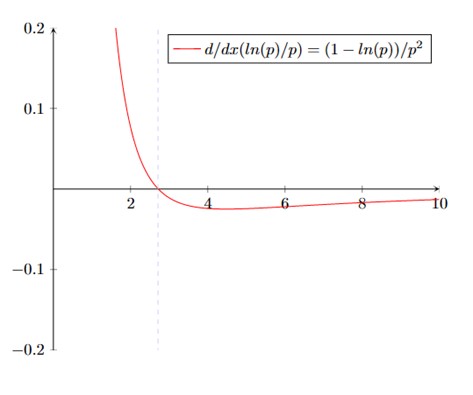 0.2
d/dx(ln(p)/p) = (1 − ln(p))/p²
0.1
2 4 6 8 10
−0.1
−0.2